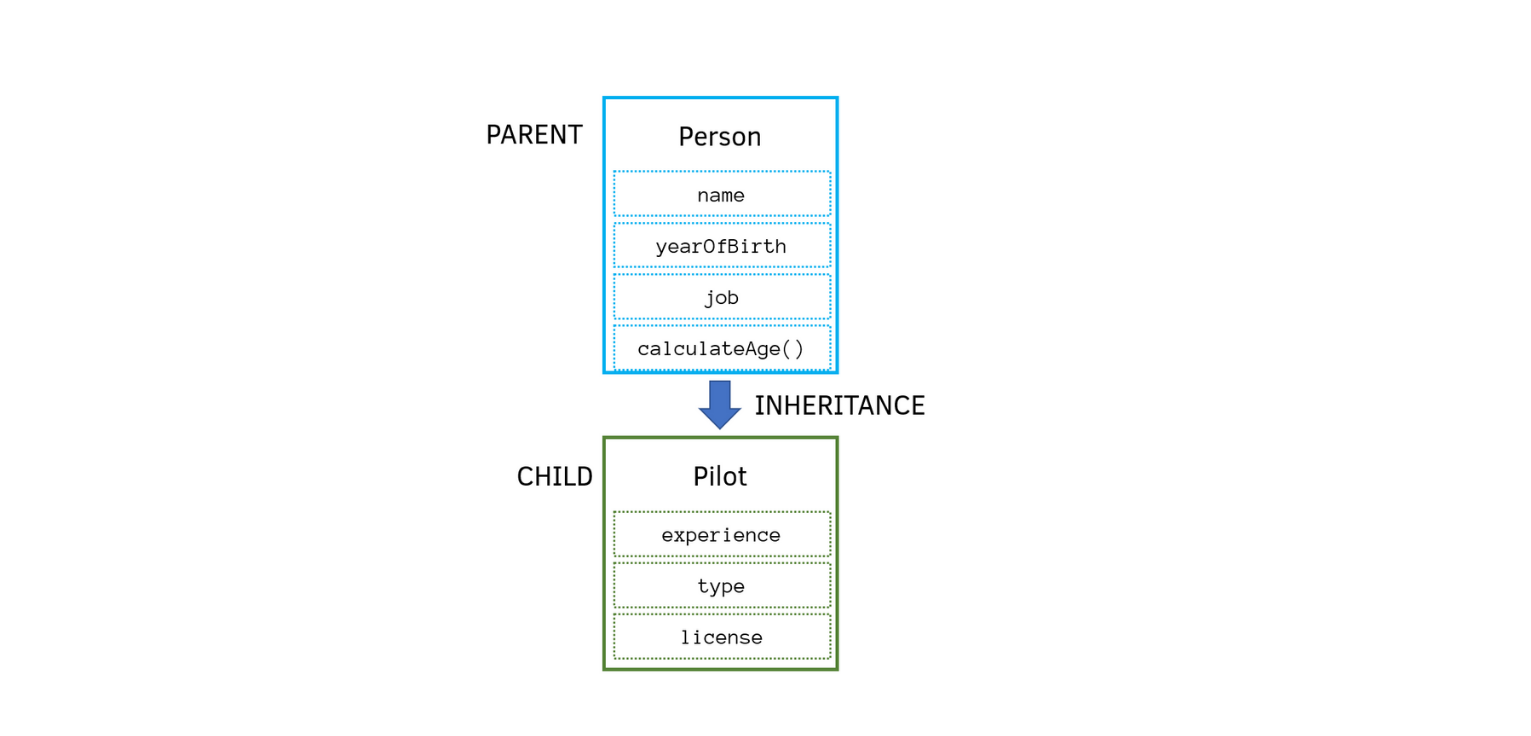 PARENT
Person
name
yearOfBirth
job
calculateAge()
INHERITANCE
CHILD
Pilot
experience
type
license